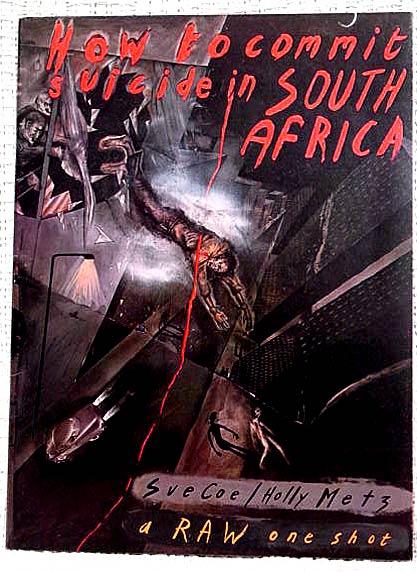 How to commit
suicide in SOUTH
AFRICA
Sue Coe / Holly Metz
a RAW one shot